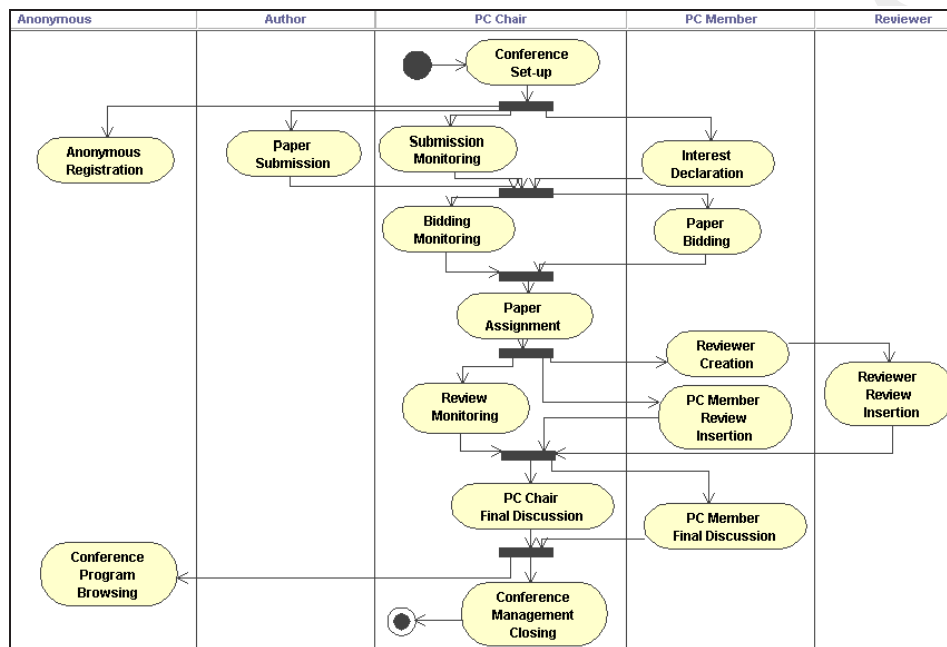 Anonymous
Author
PC Chair
PC Member
Reviewer
Conference
Set-up
Anonymous
Registration
Paper
Submission
Submission
Monitoring
Interest
Declaration
Bidding
Monitoring
Paper
Bidding
Paper
Assignment
Reviewer
Creation
Review
Monitoring
PC Member
Review
Insertion
Reviewer
Review
Insertion
PC Chair
Final Discussion
PC Member
Final Discussion
Conference
Program
Browsing
Conference
Management
Closing